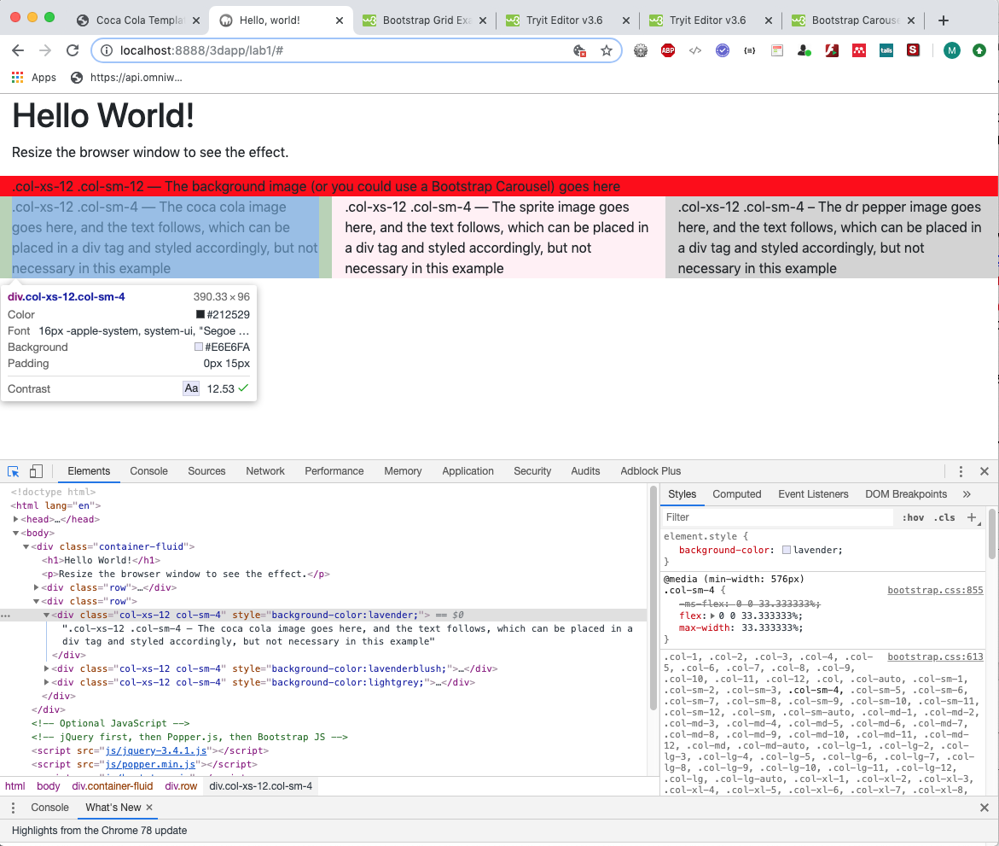 Coca Cola Templa
Hello, world!
Bootstrap Grid Exa
Tryit Editor v3.6
Tryit Editor v3.6
Bootstrap Carouse
localhost:8888/3dapp/lab1/#
ABP
talis
S
M
Apps
https://api.omniw...
Hello World!
Resize the browser window to see the effect.
.col-xs-12 .col-sm-12 — The background image (or you could use a Bootstrap Carousel) goes here
.col-xs-12 .col-sm-4 — The coca cola image
goes here, and the text follows, which can be
placed in a div tag and styled accordingly, but not
necessary in this example
.col-xs-12 .col-sm-4 — The sprite image goes
here, and the text follows, which can be placed in
a div tag and styled accordingly, but not
necessary in this example
.col-xs-12 .col-sm-4 – The dr pepper image goes
here, and the text follows, which can be placed in
a div tag and styled accordingly, but not
necessary in this example
div.col-xs-12.col-sm-4 390.33 × 96
Color #212529
Font 16px -apple-system, system-ui, "Segoe …
Background #E6E6FA
Padding 0px 15px
Contrast Aa 12.53
Elements Console Sources Network Performance Memory Application Security Audits Adblock Plus
<!doctype html>
<html lang="en">
<head>…</head>
<body>
<div class="container-fluid">
<h1>Hello World!</h1>
<p>Resize the browser window to see the effect.</p>
<div class="row">…</div>
<div class="row">
<div class="col-xs-12 col-sm-4" style="background-color:lavender;"> == $0
".col-xs-12 .col-sm-4 — The coca cola image goes here, and the text follows, which can be placed in a
div tag and styled accordingly, but not necessary in this example"
</div>
<div class="col-xs-12 col-sm-4" style="background-color:lavenderblush;">…</div>
<div class="col-xs-12 col-sm-4" style="background-color:lightgrey;">…</div>
</div>
</div>
<!-- Optional JavaScript -->
<!-- jQuery first, then Popper.js, then Bootstrap JS -->
<script src="js/jquery-3.4.1.js"></script>
<script src="js/popper.min.js"></script>
html body div.container-fluid div.row div.col-xs-12.col-sm-4
Styles Computed Event Listeners DOM Breakpoints »
Filter :hov .cls +
element.style {
background-color: lavender;
}
@media (min-width: 576px)
.col-sm-4 { bootstrap.css:855
-ms-flex: 0 0 33.333333%;
flex: 0 0 33.333333%;
max-width: 33.333333%;
}
.col-1, .col-2, .col-3, .col-4, .col- bootstrap.css:613
5, .col-6, .col-7, .col-8, .col-9,
.col-10, .col-11, .col-12, .col, .col-auto, .col-sm-1,
.col-sm-2, .col-sm-3, .col-sm-4, .col-sm-5, .col-sm-6,
.col-sm-7, .col-sm-8, .col-sm-9, .col-sm-10, .col-sm-11,
.col-sm-12, .col-sm, .col-sm-auto, .col-md-1, .col-md-2,
.col-md-3, .col-md-4, .col-md-5, .col-md-6, .col-md-7,
.col-md-8, .col-md-9, .col-md-10, .col-md-11, .col-md-
12, .col-md, .col-md-auto, .col-lg-1, .col-lg-2, .col-
lg-3, .col-lg-4, .col-lg-5, .col-lg-6, .col-lg-7, .col-
lg-8, .col-lg-9, .col-lg-10, .col-lg-11, .col-lg-12,
.col-lg, .col-lg-auto, .col-xl-1, .col-xl-2, .col-xl-3,
.col-xl-4, .col-xl-5, .col-xl-6, .col-xl-7, .col-xl-8,
Console What's New
Highlights from the Chrome 78 update